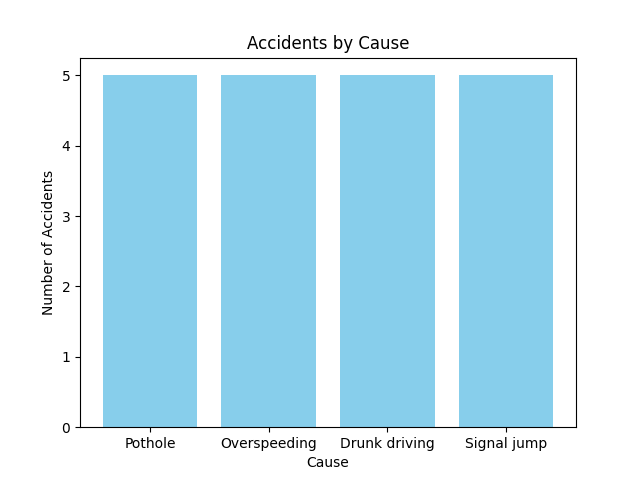 Accidents by Cause
Number of Accidents
5
4
3
2
1
0
Pothole Overspeeding Drunk driving Signal jump
Cause